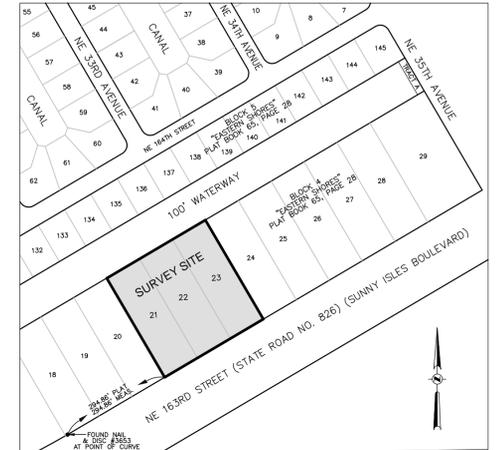 55
56
57
58
59
60
61
62
CANAL
NE 33RD AVENUE
45
44
43
42
41
40
39
38
37
CANAL
NE 34TH AVENUE
10
9
8
7
NE 164TH STREET
BLOCK 5
"EASTERN SHORES"
PLAT BOOK 65, PAGE 28
132
133
134
135
136
137
138
139
140
141
142
143
144
145
TRACT A
NE 35TH AVENUE
100' WATERWAY
BLOCK 4
"EASTERN SHORES"
PLAT BOOK 65, PAGE 28
SURVEY SITE
18
19
20
21
22
23
24
25
26
27
28
29
NE 163RD STREET (STATE ROAD NO. 826) (SUNNY ISLES BOULEVARD)
294.86' PLAT
294.86' MEAS.
FOUND NAIL
& DISC #3653
AT POINT OF CURVE
N